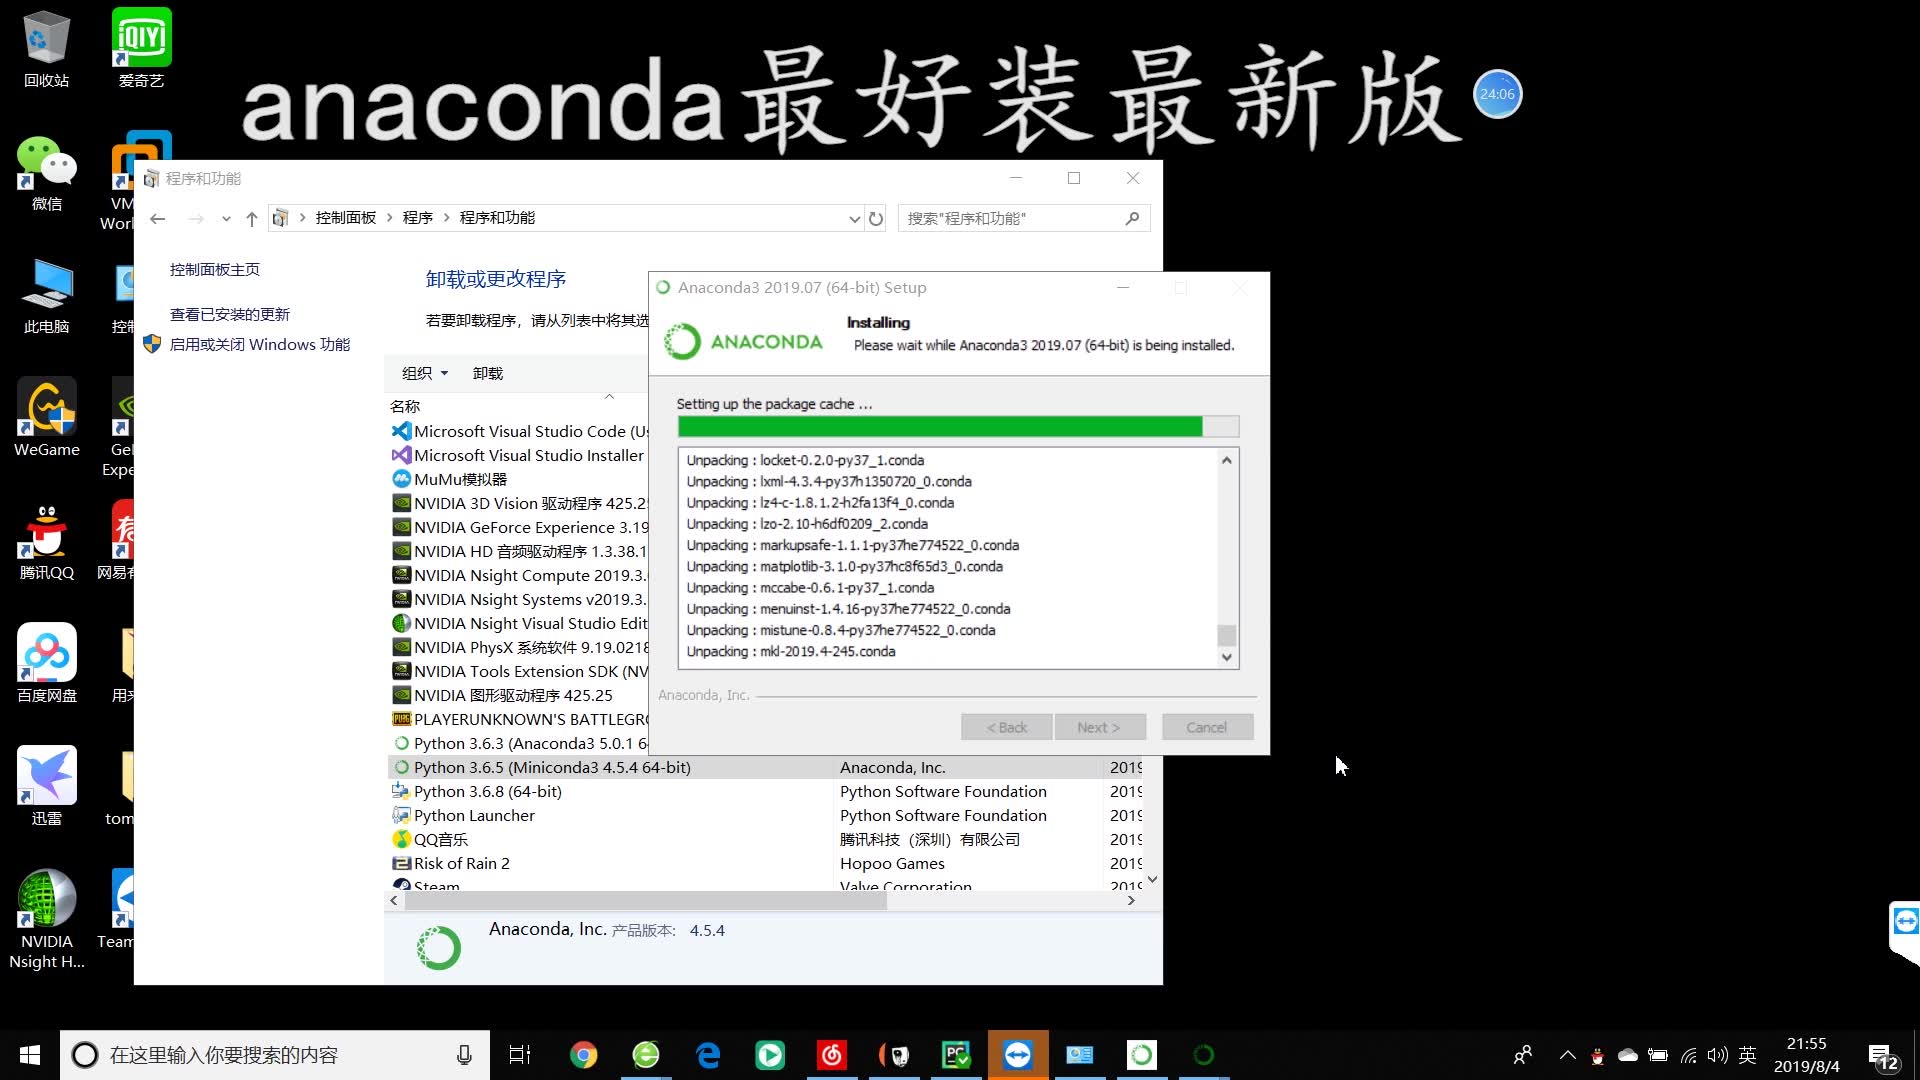 anaconda最好装最新版
24:06
回收站
爱奇艺
微信
VM
Worl
此电脑
控制
WeGame
GeF
Expe
腾讯QQ
网易有
百度网盘
用来
迅雷
tom
NVIDIA
Nsight H...
Team
程序和功能
控制面板 > 程序 > 程序和功能
搜索"程序和功能"
控制面板主页
查看已安装的更新
启用或关闭 Windows 功能
卸载或更改程序
若要卸载程序，请从列表中将其选
组织
卸载
名称
Microsoft Visual Studio Code (Us
Microsoft Visual Studio Installer
MuMu模拟器
NVIDIA 3D Vision 驱动程序 425.25
NVIDIA GeForce Experience 3.19
NVIDIA HD 音频驱动程序 1.3.38.1
NVIDIA Nsight Compute 2019.3.
NVIDIA Nsight Systems v2019.3.
NVIDIA Nsight Visual Studio Edit
NVIDIA PhysX 系统软件 9.19.0218
NVIDIA Tools Extension SDK (NV
NVIDIA 图形驱动程序 425.25
PLAYERUNKNOWN'S BATTLEGRO
Python 3.6.3 (Anaconda3 5.0.1 64
Python 3.6.5 (Miniconda3 4.5.4 64-bit) Anaconda, Inc. 2019
Python 3.6.8 (64-bit) Python Software Foundation 2019
Python Launcher Python Software Foundation 2019
QQ音乐 腾讯科技（深圳）有限公司 2019
Risk of Rain 2 Hopoo Games 2019
Steam Valve Corporation 2019
Anaconda, Inc. 产品版本: 4.5.4
Anaconda3 2019.07 (64-bit) Setup
ANACONDA
Installing
Please wait while Anaconda3 2019.07 (64-bit) is being installed.
Setting up the package cache ...
Unpacking : locket-0.2.0-py37_1.conda
Unpacking : lxml-4.3.4-py37h1350720_0.conda
Unpacking : lz4-c-1.8.1.2-h2fa13f4_0.conda
Unpacking : lzo-2.10-h6df0209_2.conda
Unpacking : markupsafe-1.1.1-py37he774522_0.conda
Unpacking : matplotlib-3.1.0-py37hc8f65d3_0.conda
Unpacking : mccabe-0.6.1-py37_1.conda
Unpacking : menuinst-1.4.16-py37he774522_0.conda
Unpacking : mistune-0.8.4-py37he774522_0.conda
Unpacking : mkl-2019.4-245.conda
Anaconda, Inc.
< Back
Next >
Cancel
在这里输入你要搜索的内容
英
21:55
2019/8/4
12